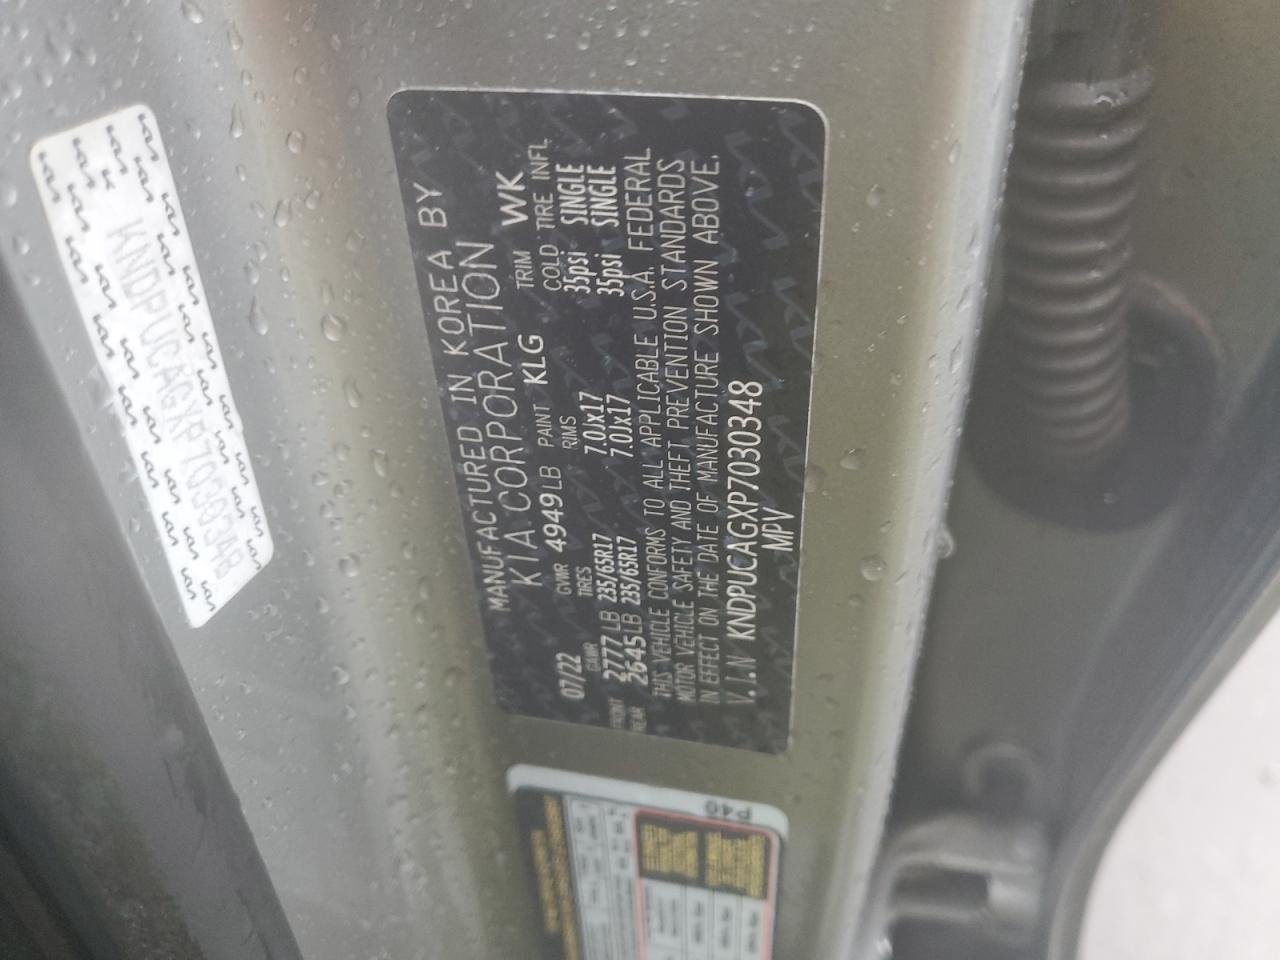 MANUFACTURED IN KOREA BY
KIA CORPORATION
07/22 GVWR 4949LB PAINT KLG TRIM WK
GAWR TIRES RIMS COLD TIRE INFL
FRONT 2777 LB 235/65R17 7.0Jx17 35psi SINGLE
REAR 2645LB 235/65R17 7.0Jx17 35psi SINGLE
THIS VEHICLE CONFORMS TO ALL APPLICABLE U.S.A. FEDERAL
MOTOR VEHICLE SAFETY AND THEFT PREVENTION STANDARDS
IN EFFECT ON THE DATE OF MANUFACTURE SHOWN ABOVE.
V.I.N KNDPUCAGXP7030348
MPV
KNDPUCAGXP7030348
P40